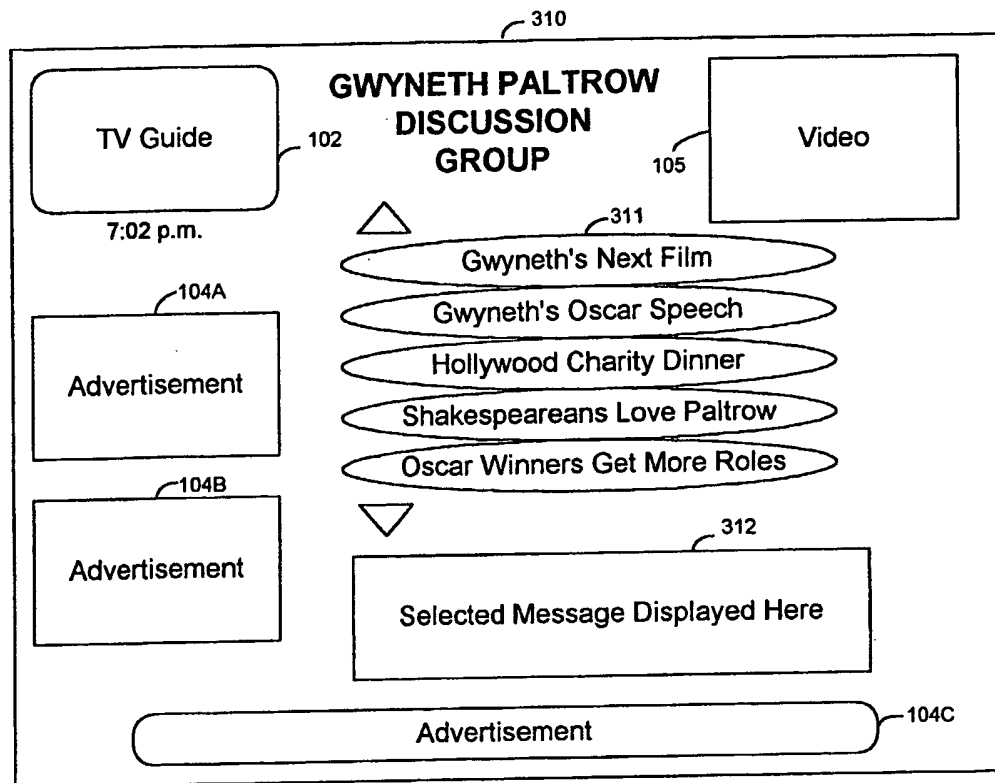 310
GWYNETH PALTROW
DISCUSSION
GROUP
TV Guide
102
105
Video
7:02 p.m.
311
Gwyneth's Next Film
Gwyneth's Oscar Speech
Hollywood Charity Dinner
Shakespeareans Love Paltrow
Oscar Winners Get More Roles
104A
Advertisement
104B
Advertisement
312
Selected Message Displayed Here
Advertisement
104C